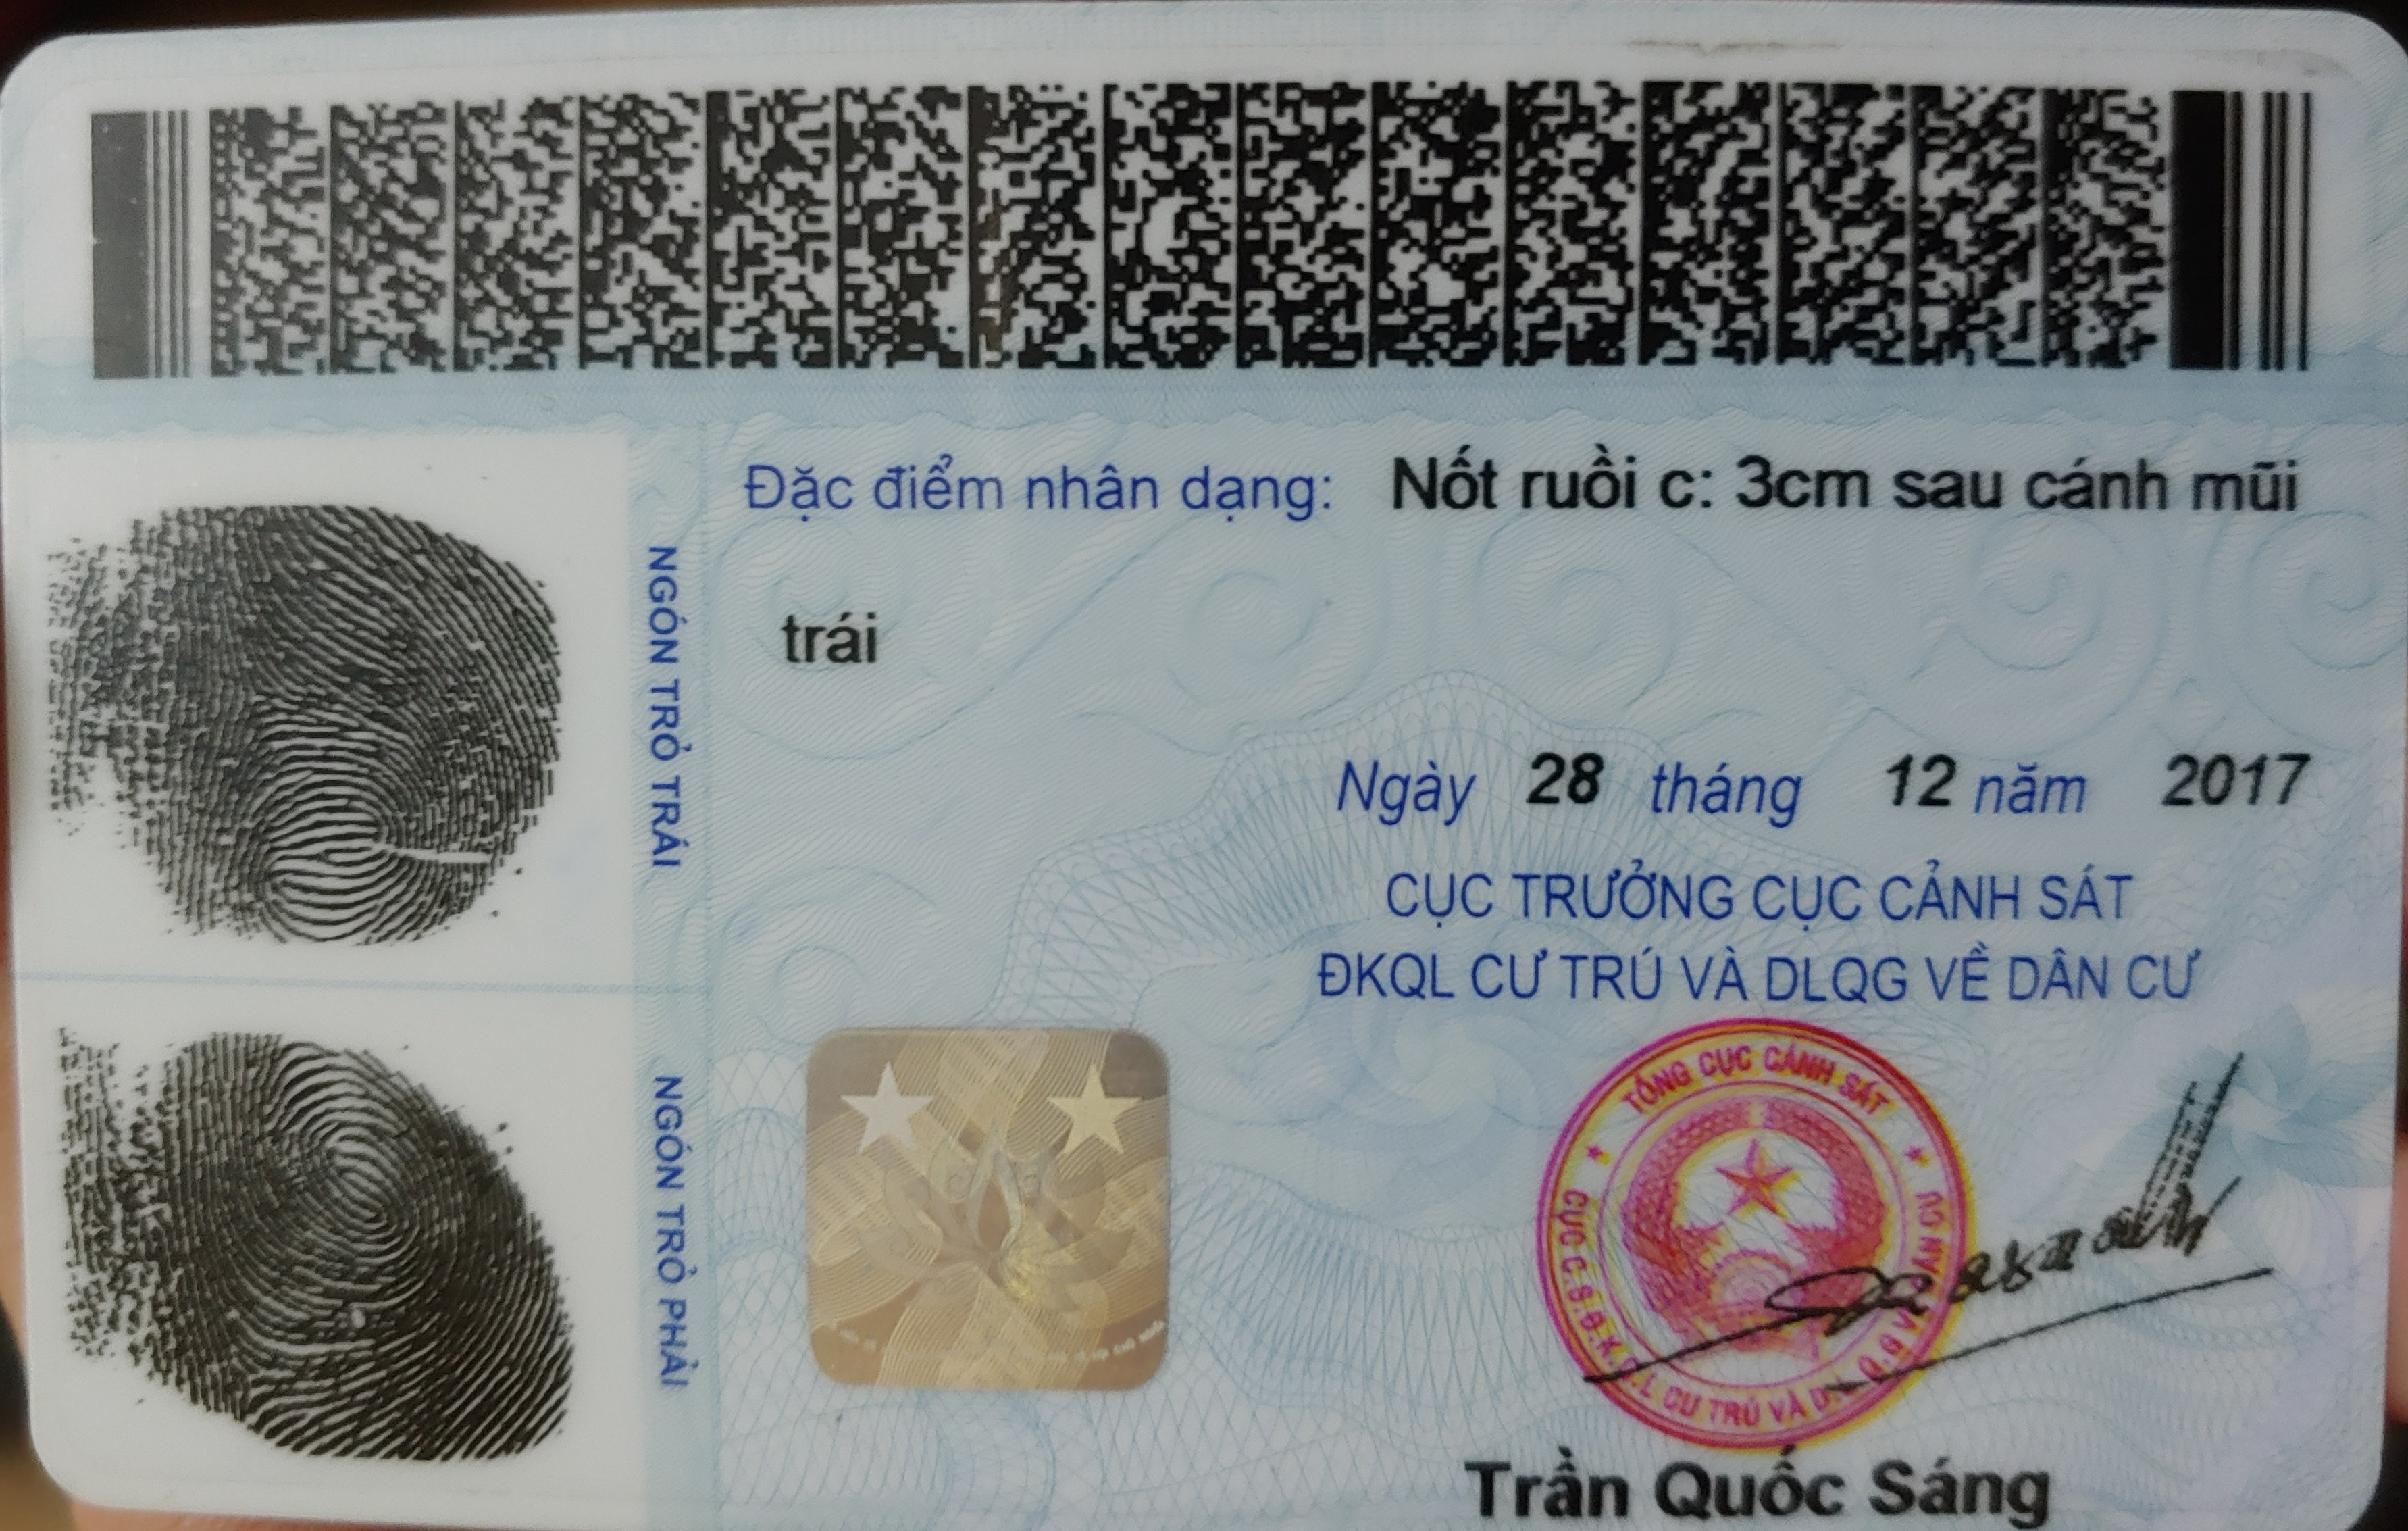 Đặc điểm nhân dạng: Nốt ruồi c: 3cm sau cánh mũi
trái
NGÓN TRỎ TRÁI
NGÓN TRỎ PHẢI
Ngày 28 tháng 12 năm 2017
CỤC TRƯỞNG CỤC CẢNH SÁT
ĐKQL CƯ TRÚ VÀ DLQG VỀ DÂN CƯ
TỔNG CỤC CẢNH SÁT
CỤC C.S.Đ.K.Q.L CƯ TRÚ VÀ D.L.Q.G VỀ DÂN CƯ
Trần Quốc Sáng